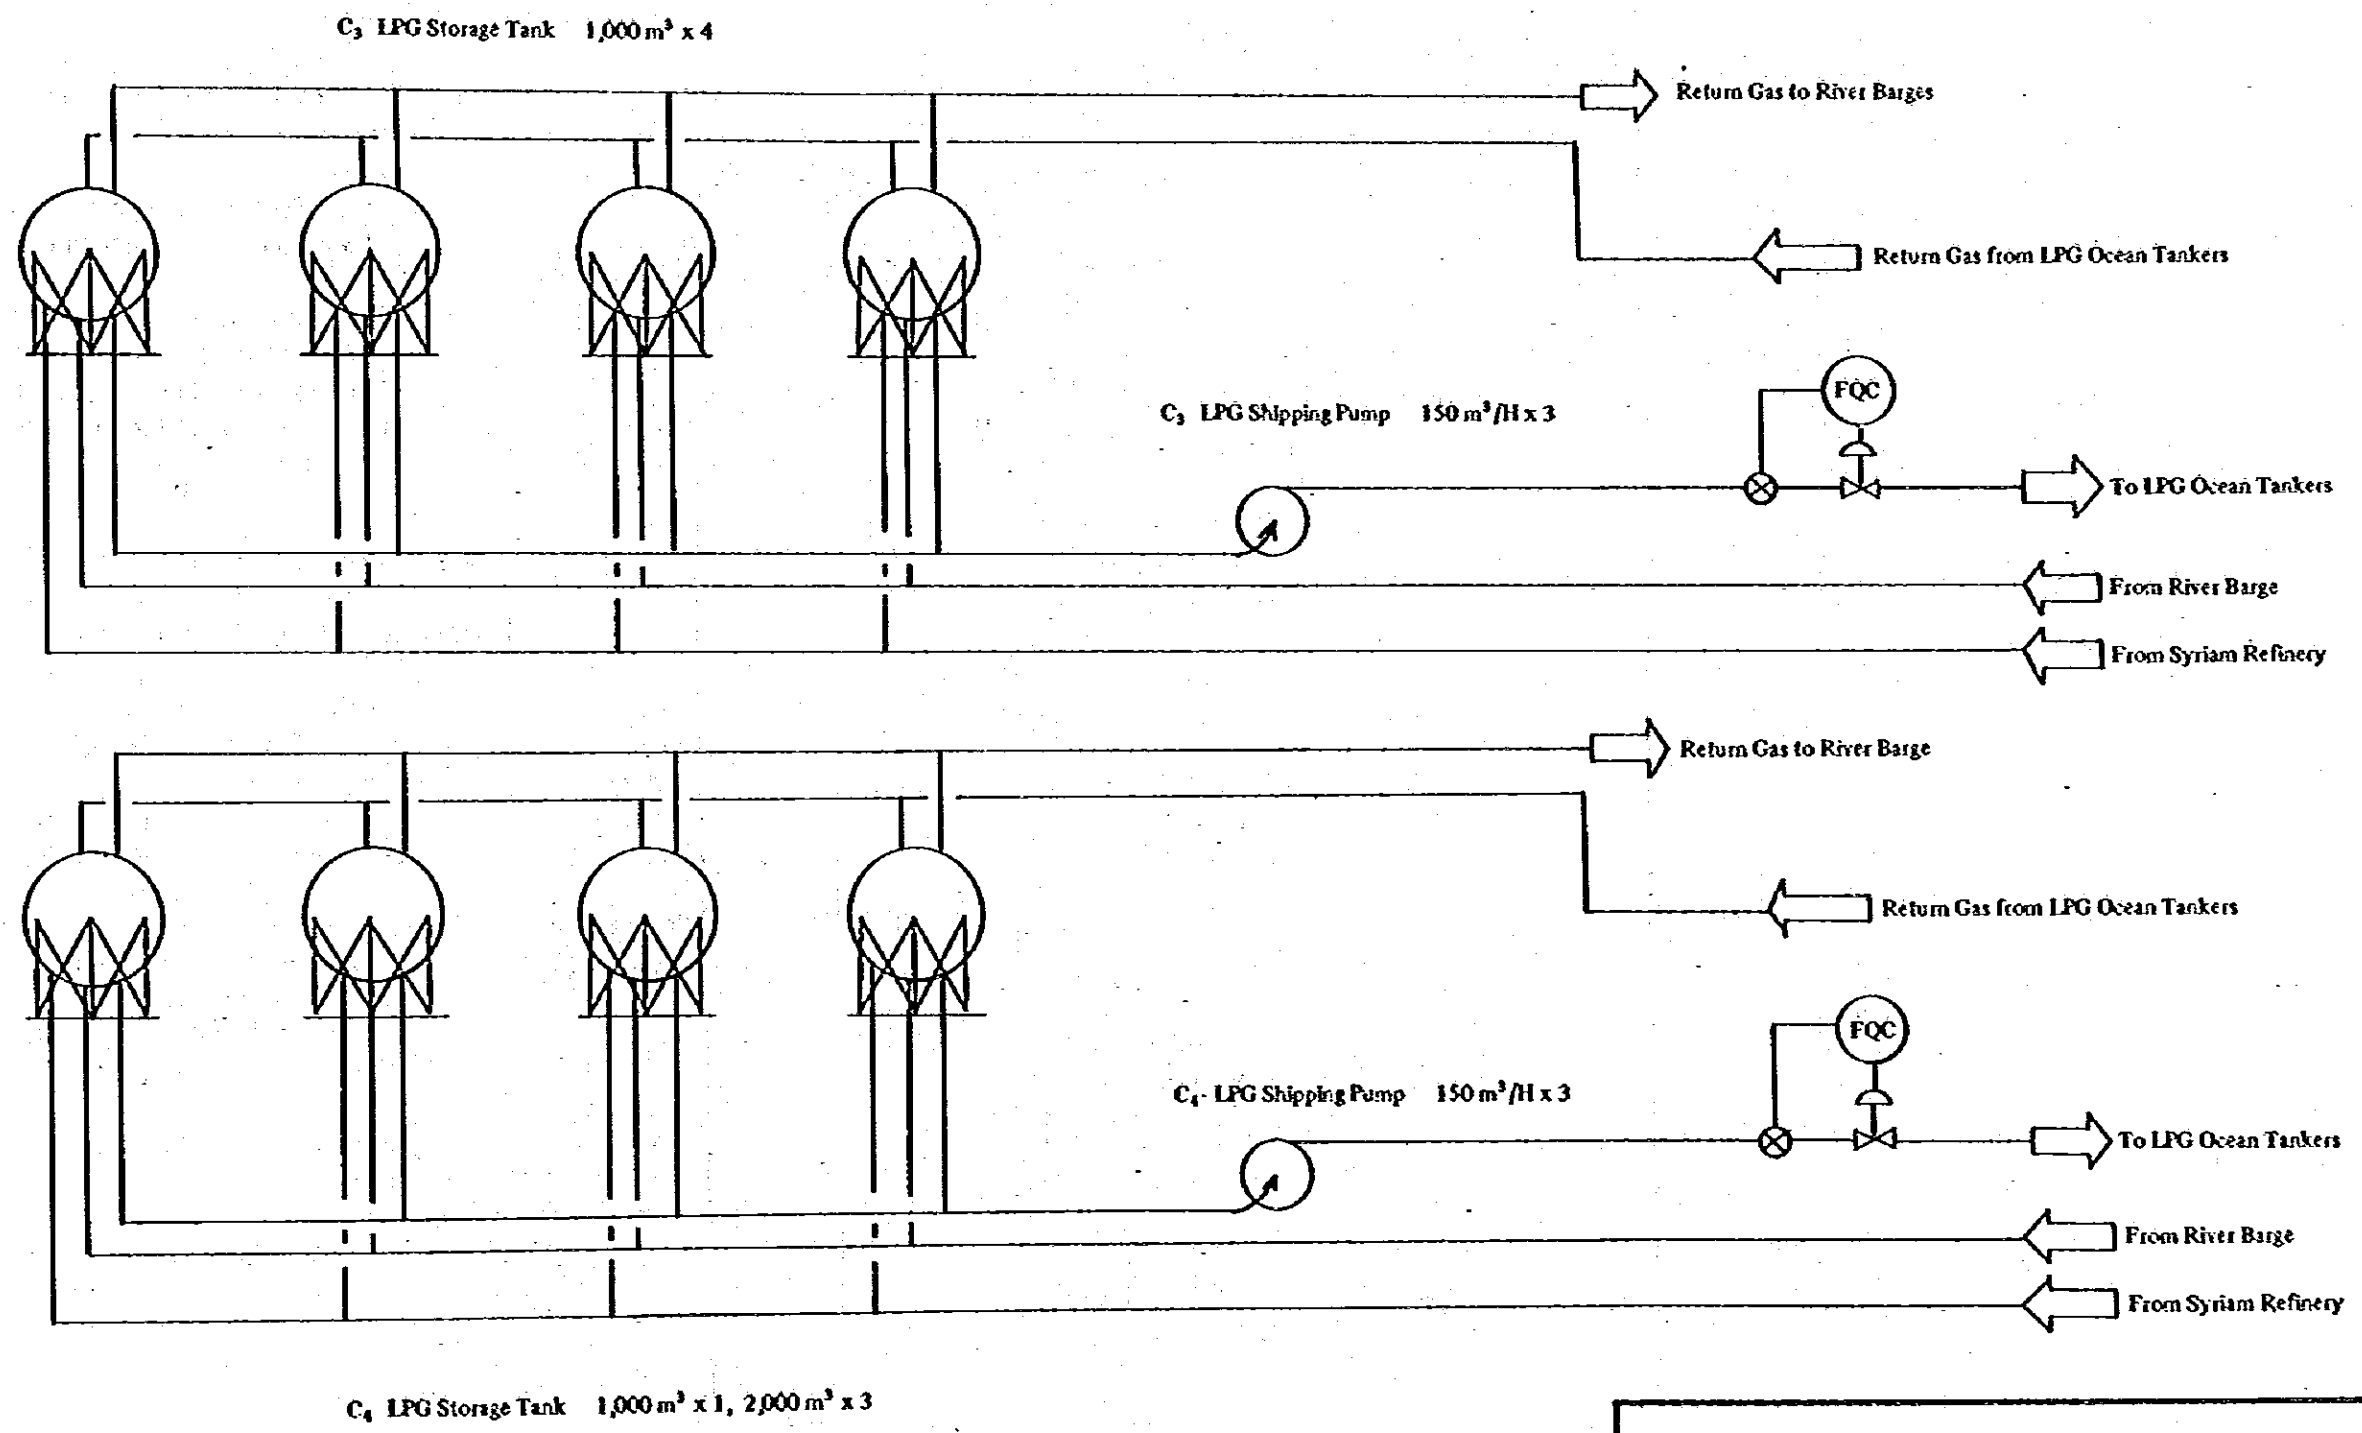 C₃ LPG Storage Tank 1,000 m³ x 4
Return Gas to River Barges
Return Gas from LPG Ocean Tankers
FQC
C₃ LPG Shipping Pump 150 m³/H x 3
To LPG Ocean Tankers
From River Barge
From Syriam Refinery
Return Gas to River Barge
Return Gas from LPG Ocean Tankers
FQC
C₄- LPG Shipping Pump 150 m³/H x 3
To LPG Ocean Tankers
From River Barge
From Syriam Refinery
C₄ LPG Storage Tank 1,000 m³ x 1, 2,000 m³ x 3